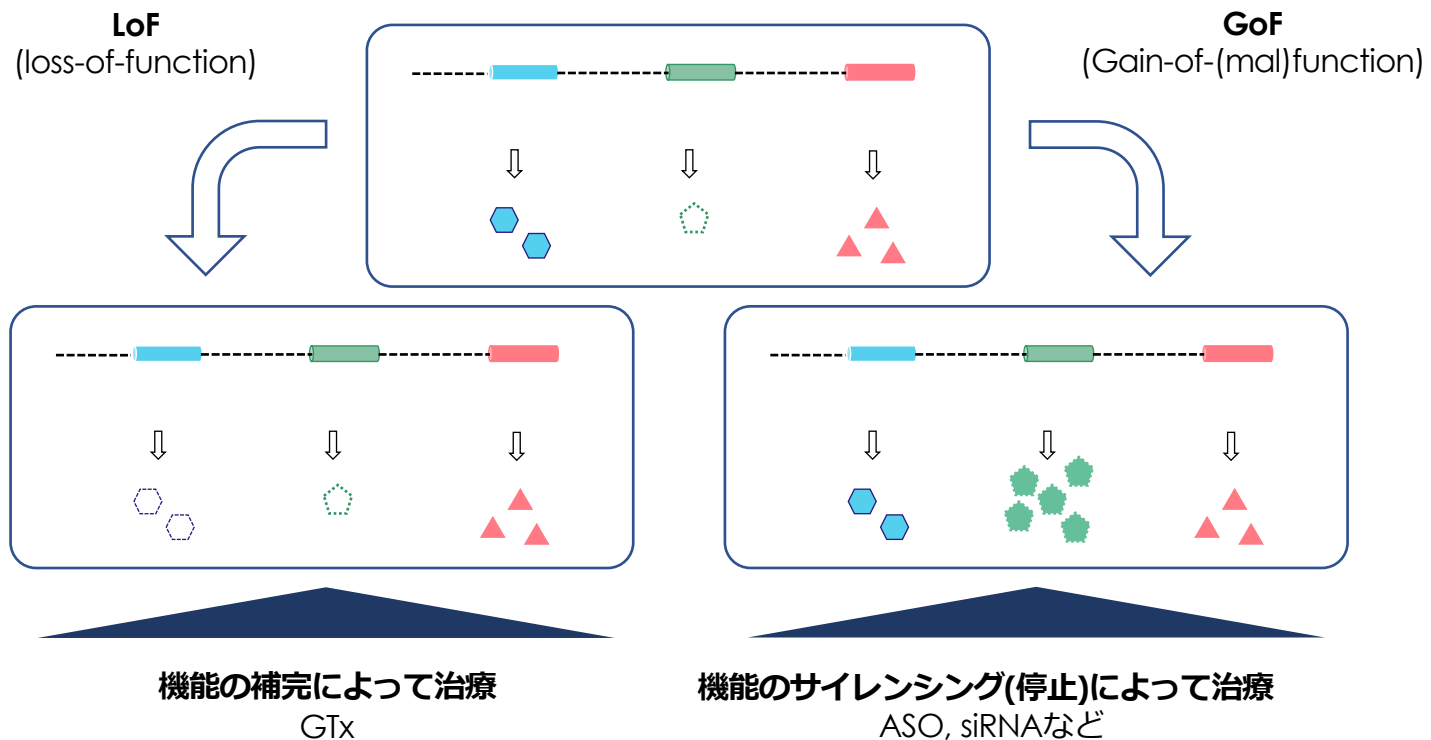 LoF
(loss-of-function)
GoF
(Gain-of-(mal)function)
機能の補完によって治療
GTx
機能のサイレンシング(停止)によって治療
ASO, siRNAなど